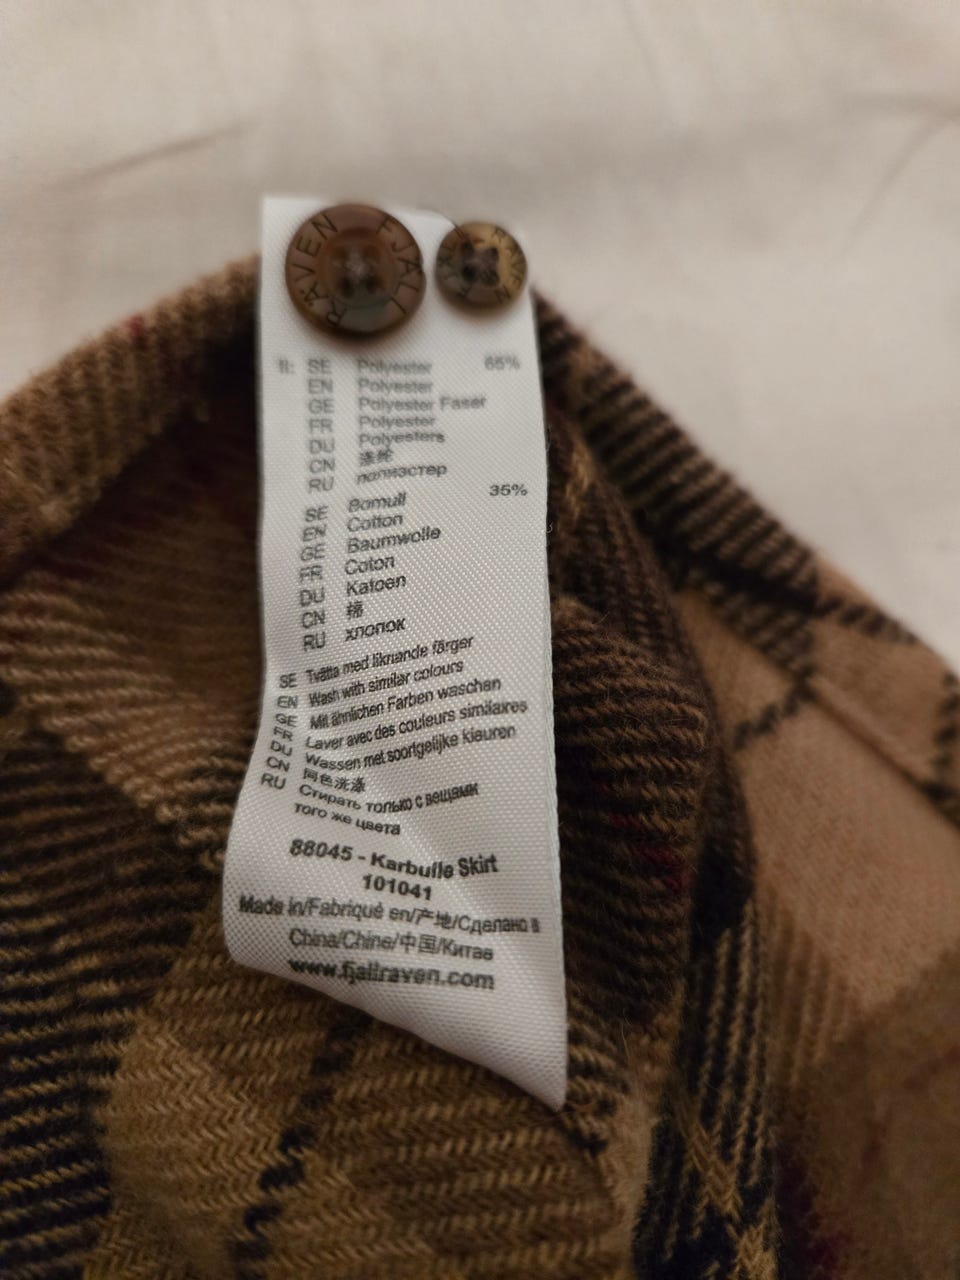 FJÄLL RÄVEN
II: SE Polyester 65%
EN Polyester
GE Polyester Faser
FR Polyester
DU Polyesters
CN 涤纶
RU полиэстер
SE Bomull 35%
EN Cotton
GE Baumwolle
FR Coton
DU Katoen
CN 棉
RU хлопок
SE Tvätta med liknande färger
EN Wash with similar colours
GE Mit ähnlichen Farben waschen
FR Laver avec des couleurs similaires
DU Wassen met soortgelijke kleuren
CN 同色洗涤
RU Стирать только с вещами
того же цвета
88045 - Karbulle Skirt
101041
Made in/Fabriqué en/产地/Сделано в
China/Chine/中国/Китае
www.fjallraven.com